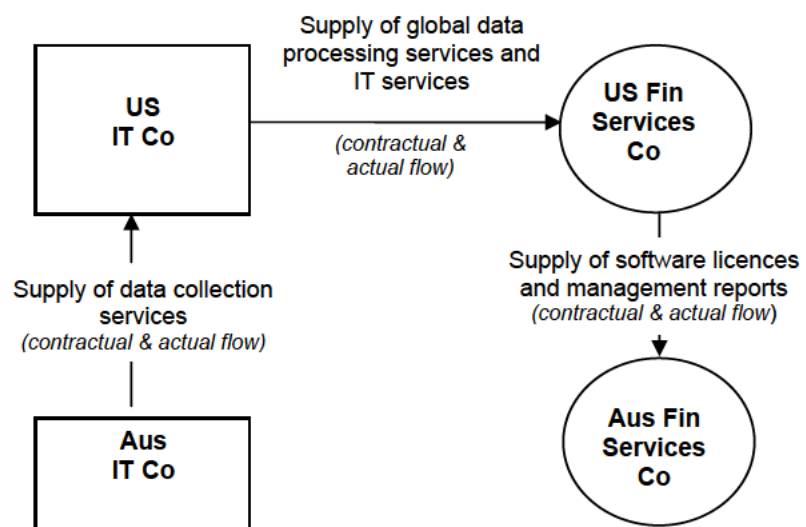 Supply of global data
processing services and
IT services
US
IT Co
(contractual &
actual flow)
US Fin
Services
Co
Supply of data collection
services
(contractual & actual flow)
Supply of software licences
and management reports
(contractual & actual flow)
Aus
IT Co
Aus Fin
Services
Co